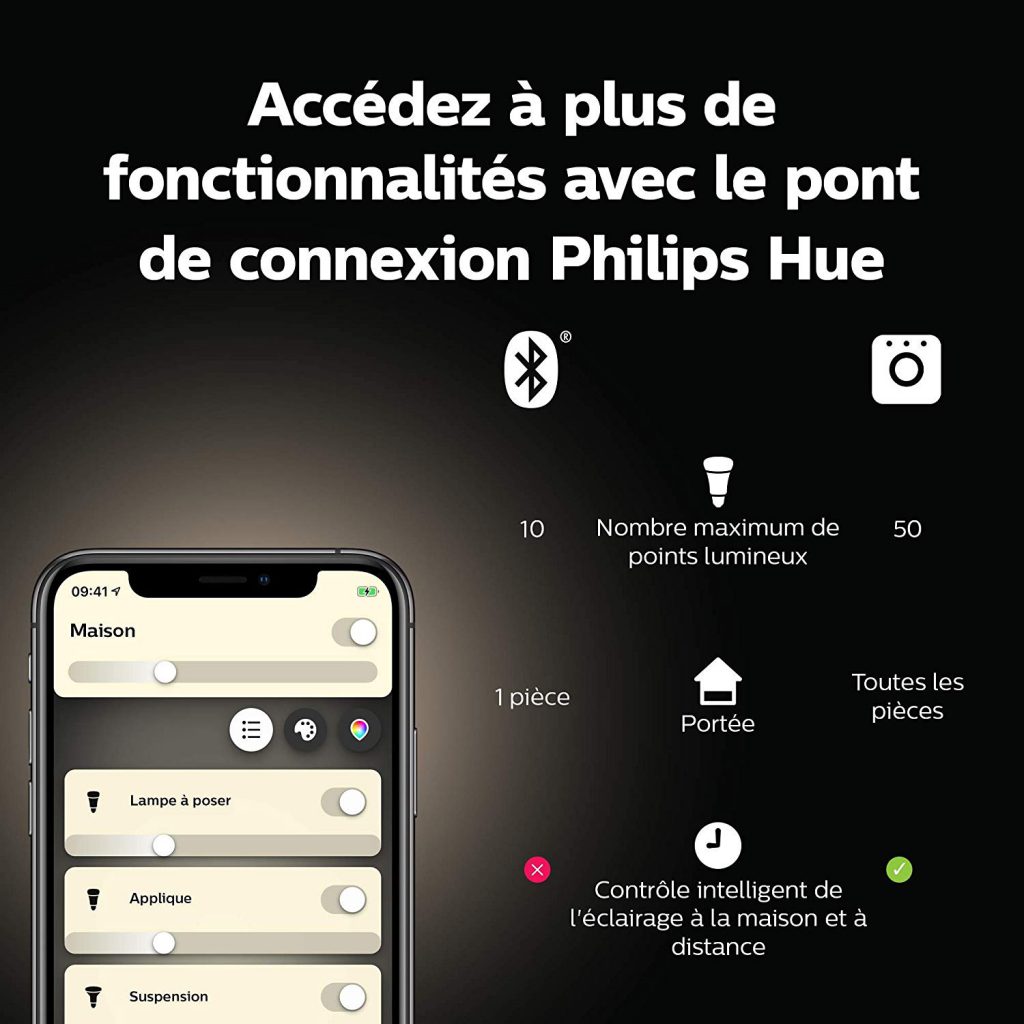 Accédez à plus de
fonctionnalités avec le pont
de connexion Philips Hue
®
10
Nombre maximum de
points lumineux
50
1 pièce
Portée
Toutes les
pièces
Contrôle intelligent de
l'éclairage à la maison et à
distance
09:41
Maison
Lampe à poser
Applique
Suspension